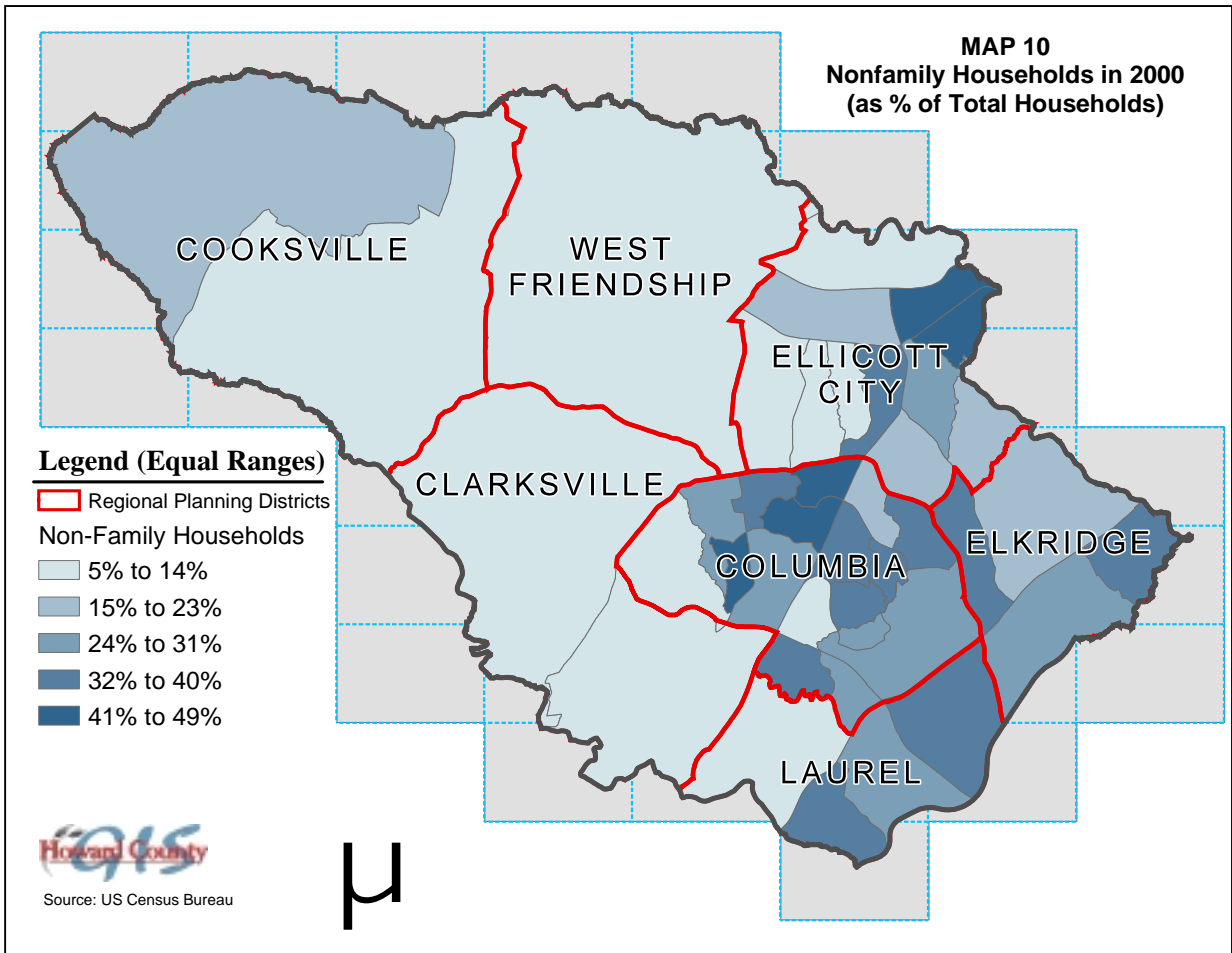 MAP 10
Nonfamily Households in 2000
(as % of Total Households)
COOKSVILLE
WEST
FRIENDSHIP
ELLICOTT
CITY
CLARKSVILLE
COLUMBIA
ELKRIDGE
LAUREL
Legend (Equal Ranges)
Regional Planning Districts
Non-Family Households
5% to 14%
15% to 23%
24% to 31%
32% to 40%
41% to 49%
Howard County
GIS
Source: US Census Bureau
µ